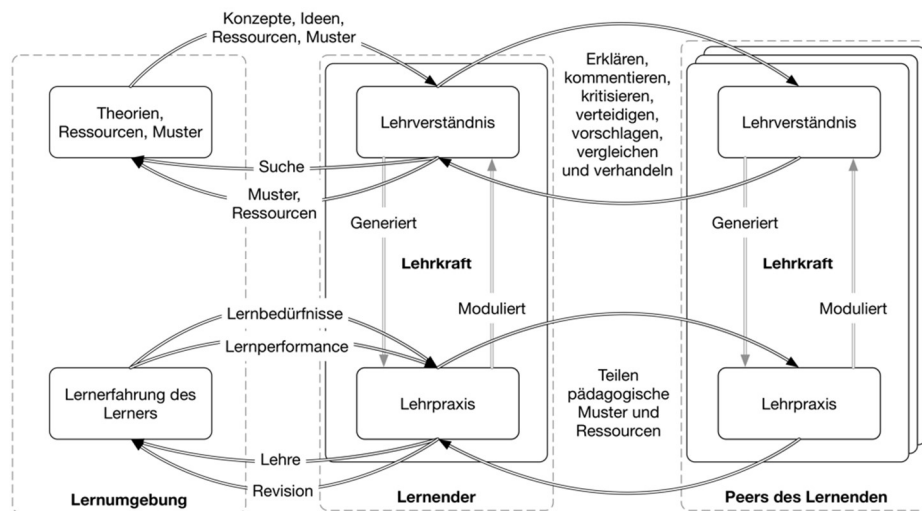 Konzepte, Ideen,
Ressourcen, Muster
Theorien,
Ressourcen, Muster
Lehrverständnis
Erklären,
kommentieren,
kritisieren,
verteidigen,
vorschlagen,
vergleichen
und verhandeln
Lehrverständnis
Suche
Muster,
Ressourcen
Generiert
Lehrkraft
Moduliert
Generiert
Lehrkraft
Moduliert
Lernbedürfnisse
Lernperformance
Lernerfahrung des
Lerners
Lehrpraxis
Teilen
pädagogische
Muster und
Ressourcen
Lehrpraxis
Lehre
Revision
Lernumgebung
Lernender
Peers des Lernenden